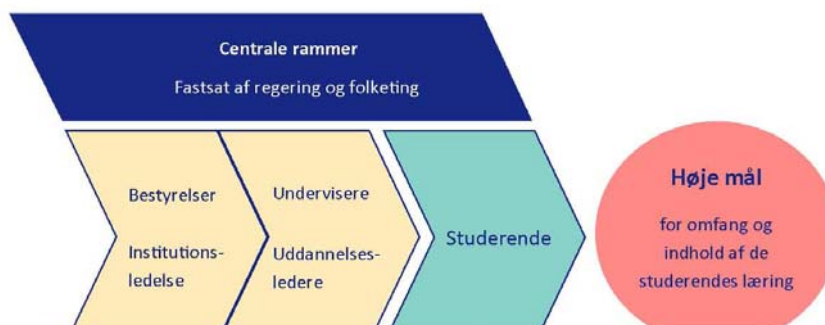 Centrale rammer
Fastsat af regering og folketing
Bestyrelser
Institutions-
ledelse
Undervisere
Uddannelses-
ledere
Studerende
Høje mål
for omfang og
indhold af de
studerendes læring